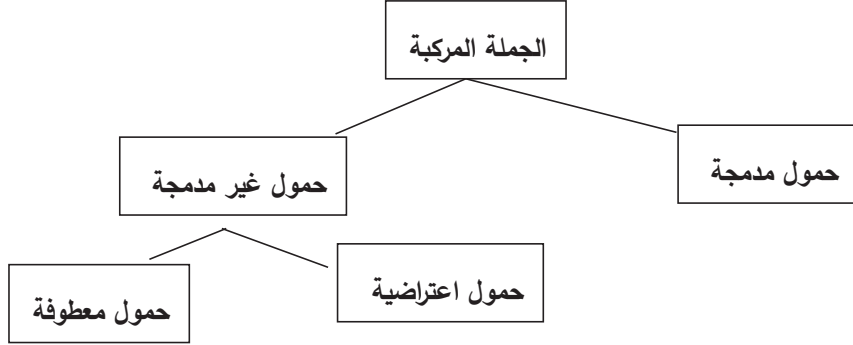 الجملة المركبة
حمول مدمجة
حمول غير مدمجة
حمول اعتراضية
حمول معطوفة